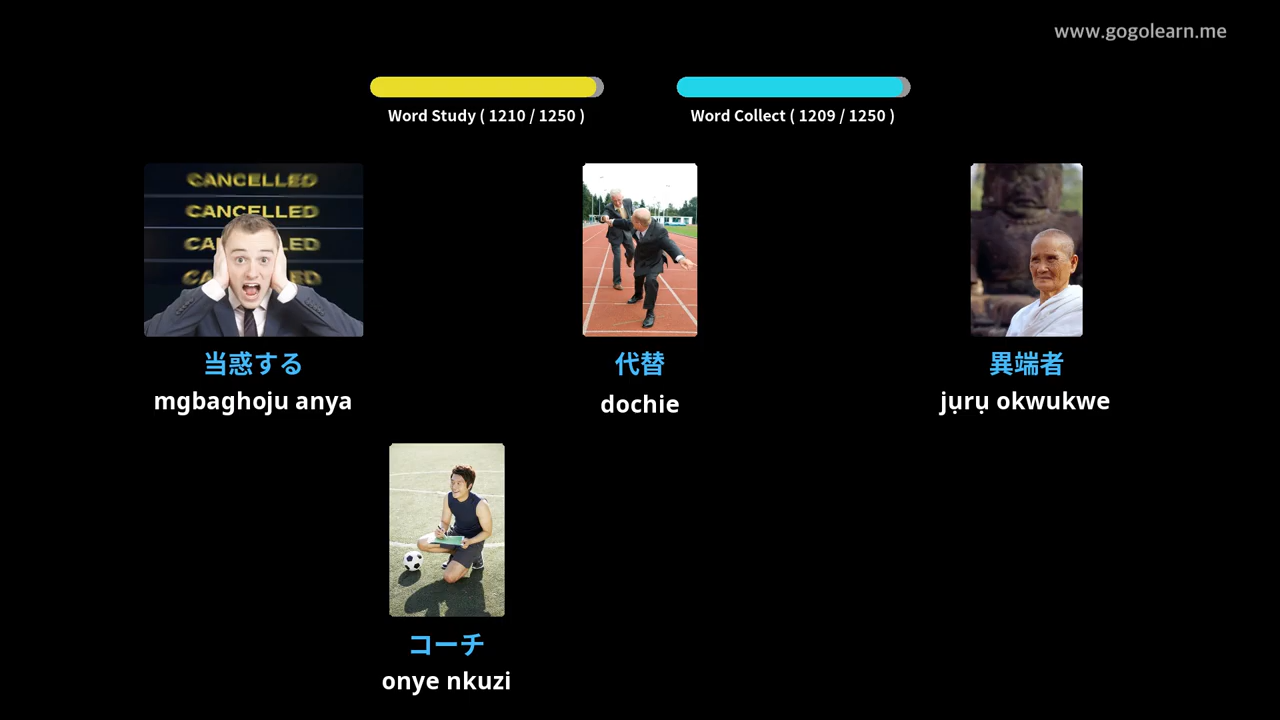 www.gogolearn.me
Word Study ( 1210 / 1250 )
Word Collect ( 1209 / 1250 )
CANCELLED
CANCELLED
当惑する
mgbaghoju anya
代替
dochie
異端者
jụrụ okwukwe
コーチ
onye nkuzi